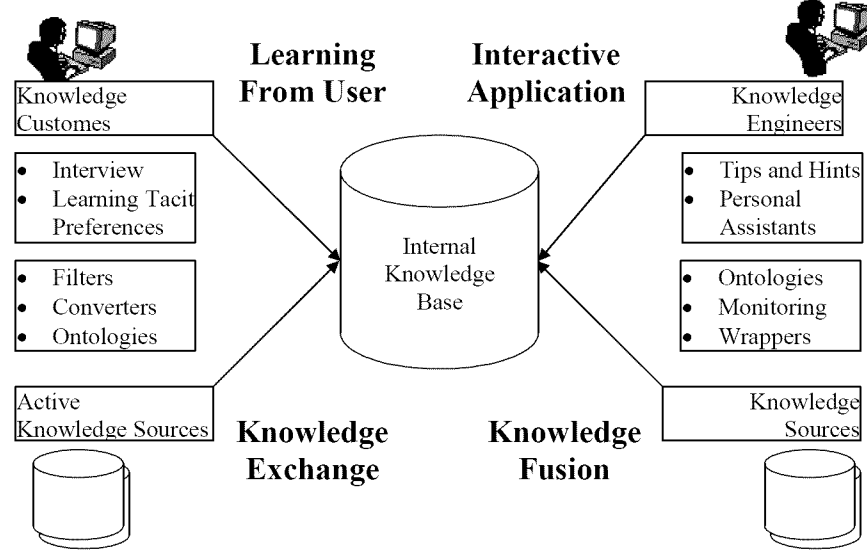 Learning
From User
Interactive
Application
Knowledge
Customes
Knowledge
Engineers
• Interview
• Learning Tacit
Preferences
• Tips and Hints
• Personal
Assistants
Internal
Knowledge
Base
• Filters
• Converters
• Ontologies
• Ontologies
• Monitoring
• Wrappers
Active
Knowledge Sources
Knowledge
Sources
Knowledge
Exchange
Knowledge
Fusion